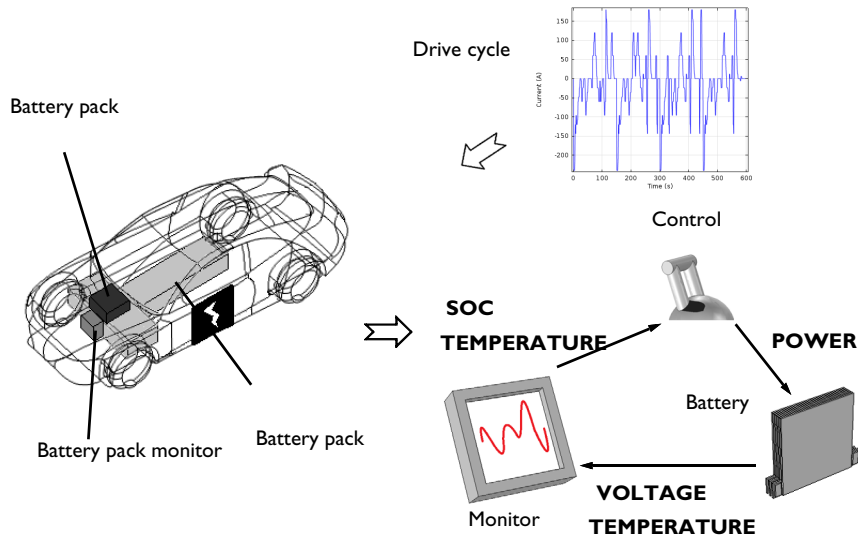 Drive cycle
150
100
50
0
-50
-100
-150
-200
Current (A)
0 100 200 300 400 500 600
Time (s)
Battery pack
Control
SOC
TEMPERATURE
POWER
Battery
Battery pack monitor
Battery pack
Monitor
VOLTAGE
TEMPERATURE